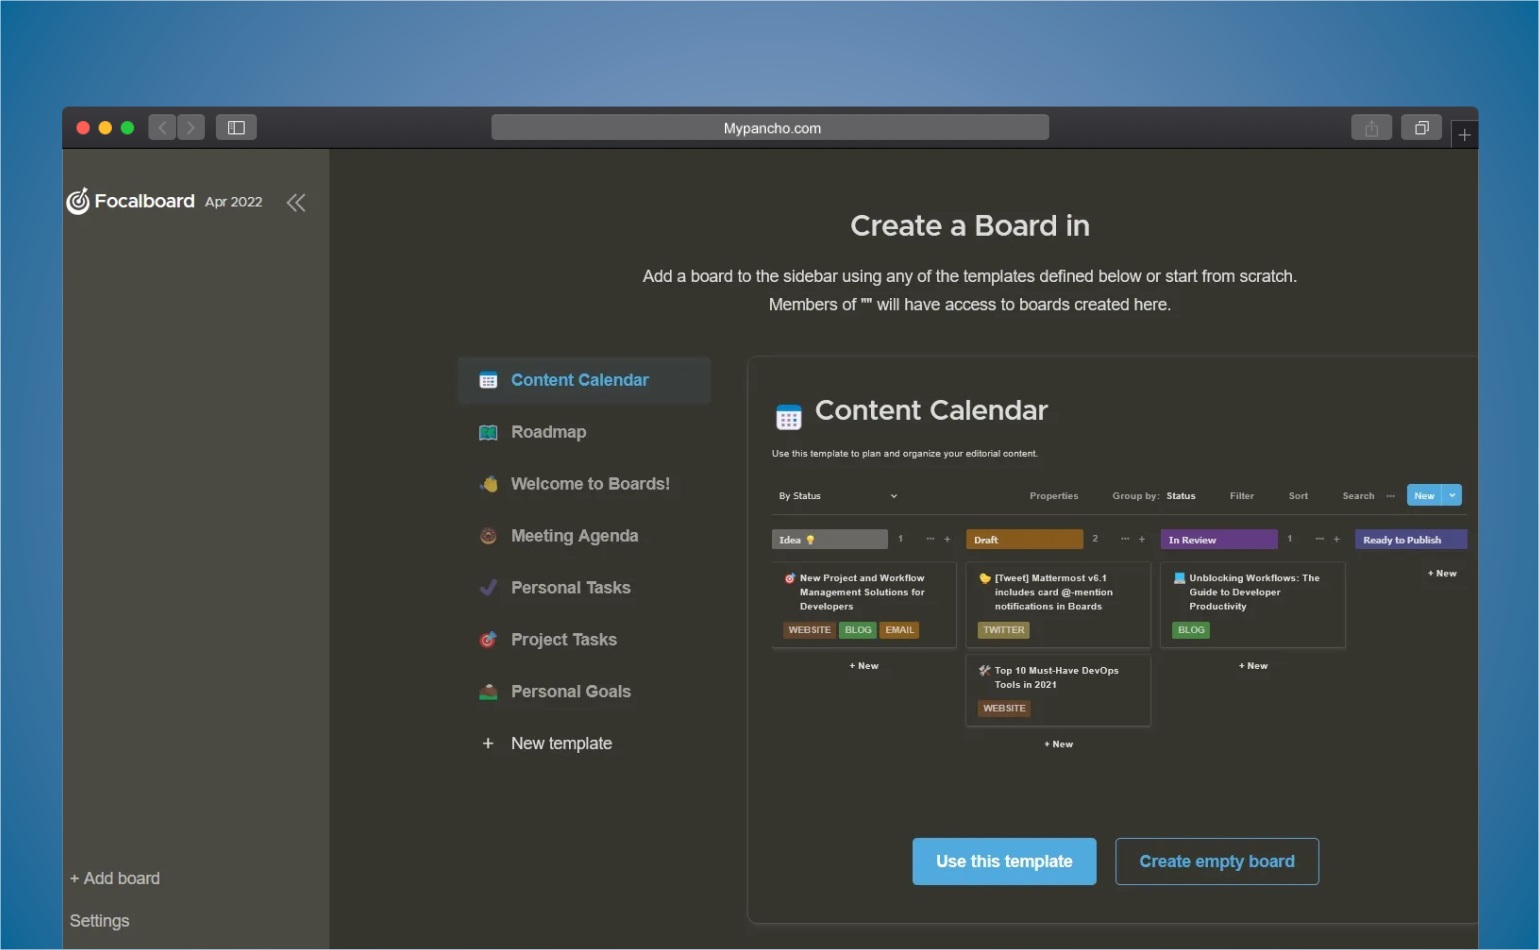 Mypancho.com
Focalboard Apr 2022
Create a Board in
Add a board to the sidebar using any of the templates defined below or start from scratch.
Members of "" will have access to boards created here.
Content Calendar
Roadmap
Welcome to Boards!
Meeting Agenda
Personal Tasks
Project Tasks
Personal Goals
+ New template
Content Calendar
Use this template to plan and organize your editorial content.
By Status Properties Group by: Status Filter Sort Search ··· New
Idea 💡 1 ··· +
New Project and Workflow
Management Solutions for
Developers
WEBSITE BLOG EMAIL
+ New
Draft 2 ··· +
[Tweet] Mattermost v6.1
includes card @-mention
notifications in Boards
TWITTER
Top 10 Must-Have DevOps
Tools in 2021
WEBSITE
+ New
In Review 1 ··· +
Unblocking Workflows: The
Guide to Developer
Productivity
BLOG
+ New
Ready to Publish
+ New
Use this template
Create empty board
+ Add board
Settings